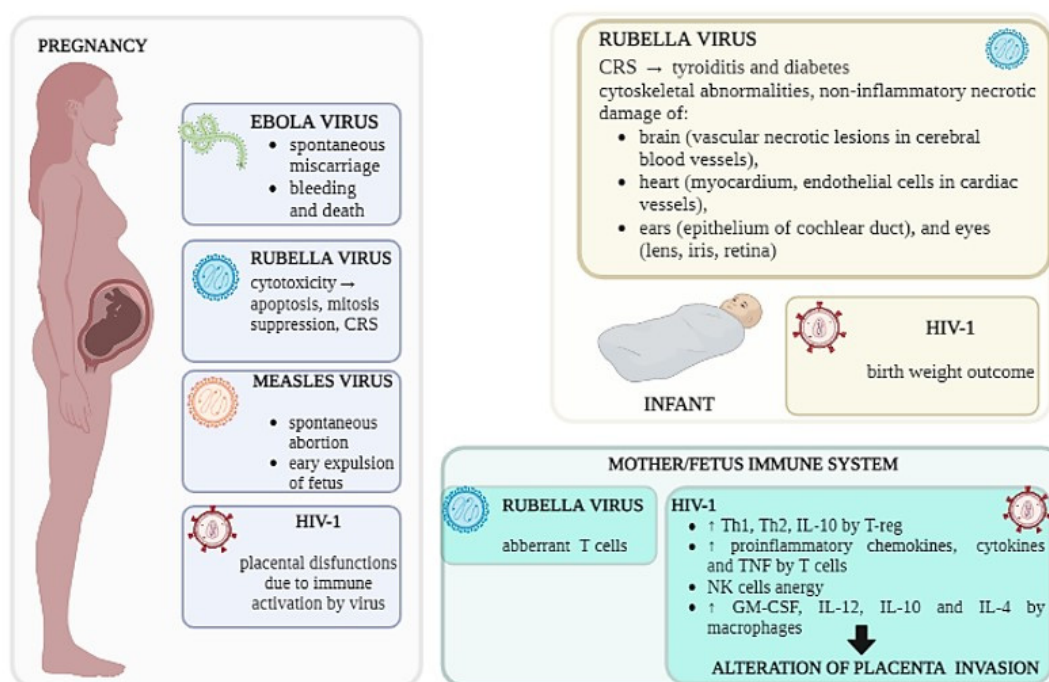 PREGNANCY
EBOLA VIRUS
• spontaneous
miscarriage
• bleeding
and death
RUBELLA VIRUS
cytotoxicity →
apoptosis, mitosis
suppression, CRS
MEASLES VIRUS
• spontaneous
abortion
• eary expulsion
of fetus
HIV-1
placental disfunctions
due to immune
activation by virus
RUBELLA VIRUS
CRS → tyroiditis and diabetes
cytoskeletal abnormalities, non-inflammatory necrotic
damage of:
• brain (vascular necrotic lesions in cerebral
blood vessels),
• heart (myocardium, endothelial cells in cardiac
vessels),
• ears (epithelium of cochlear duct), and eyes
(lens, iris, retina)
INFANT
HIV-1
birth weight outcome
MOTHER/FETUS IMMUNE SYSTEM
RUBELLA VIRUS
abberrant T cells
HIV-1
• ↑ Th1, Th2, IL-10 by T-reg
• ↑ proinflammatory chemokines, cytokines
and TNF by T cells
• NK cells anergy
• ↑ GM-CSF, IL-12, IL-10 and IL-4 by
macrophages
ALTERATION OF PLACENTA INVASION